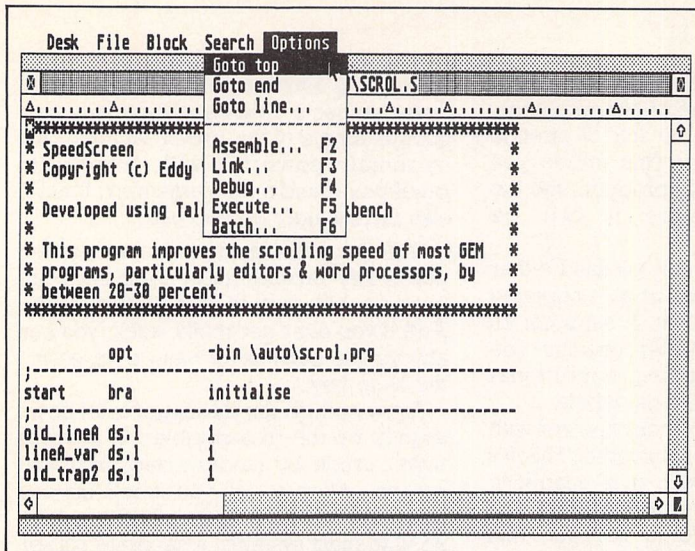 Desk File Block Search Options
Goto top
Goto end
Goto line...
Assemble... F2
Link... F3
Debug... F4
Execute... F5
Batch... F6
\SCROL.S
***************************************************
* SpeedScreen *
* Copyright (c) Eddy *
* *
* Developed using Tal bench *
* *
* This program improves the scrolling speed of most GEM *
* programs, particularly editors & word processors, by *
* between 20-30 percent. *
***************************************************
opt -bin \auto\scrol.prg
;--------------------------------------------------
start bra initialise
;--------------------------------------------------
old_lineA ds.l 1
lineA_var ds.l 1
old_trap2 ds.l 1